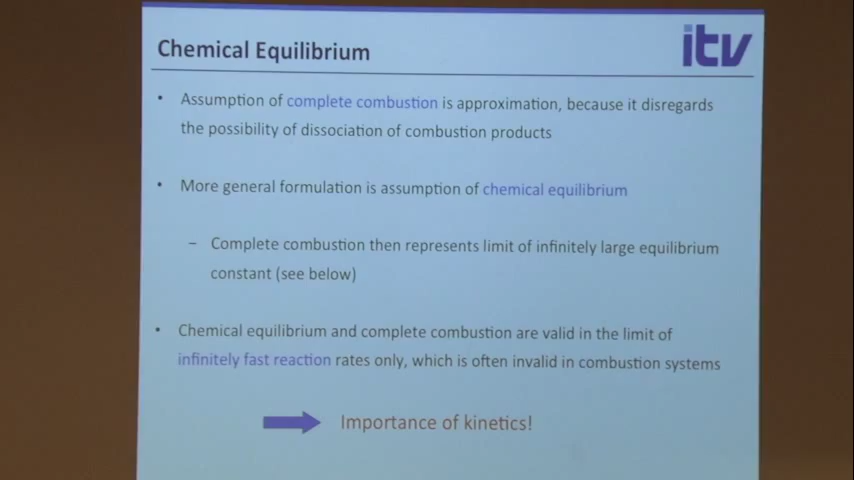 Chemical Equilibrium
itv
• Assumption of complete combustion is approximation, because it disregards
the possibility of dissociation of combustion products
• More general formulation is assumption of chemical equilibrium
– Complete combustion then represents limit of infinitely large equilibrium
constant (see below)
• Chemical equilibrium and complete combustion are valid in the limit of
infinitely fast reaction rates only, which is often invalid in combustion systems
Importance of kinetics!